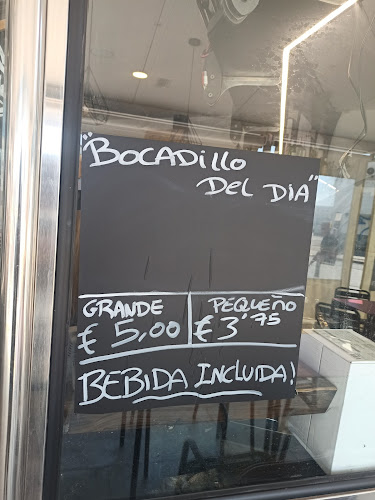 "BOCADILLO
DEL DIA"
GRANDE
€ 5,00
PEQUEÑO
€ 3'75
BEBIDA INCLUIDA!